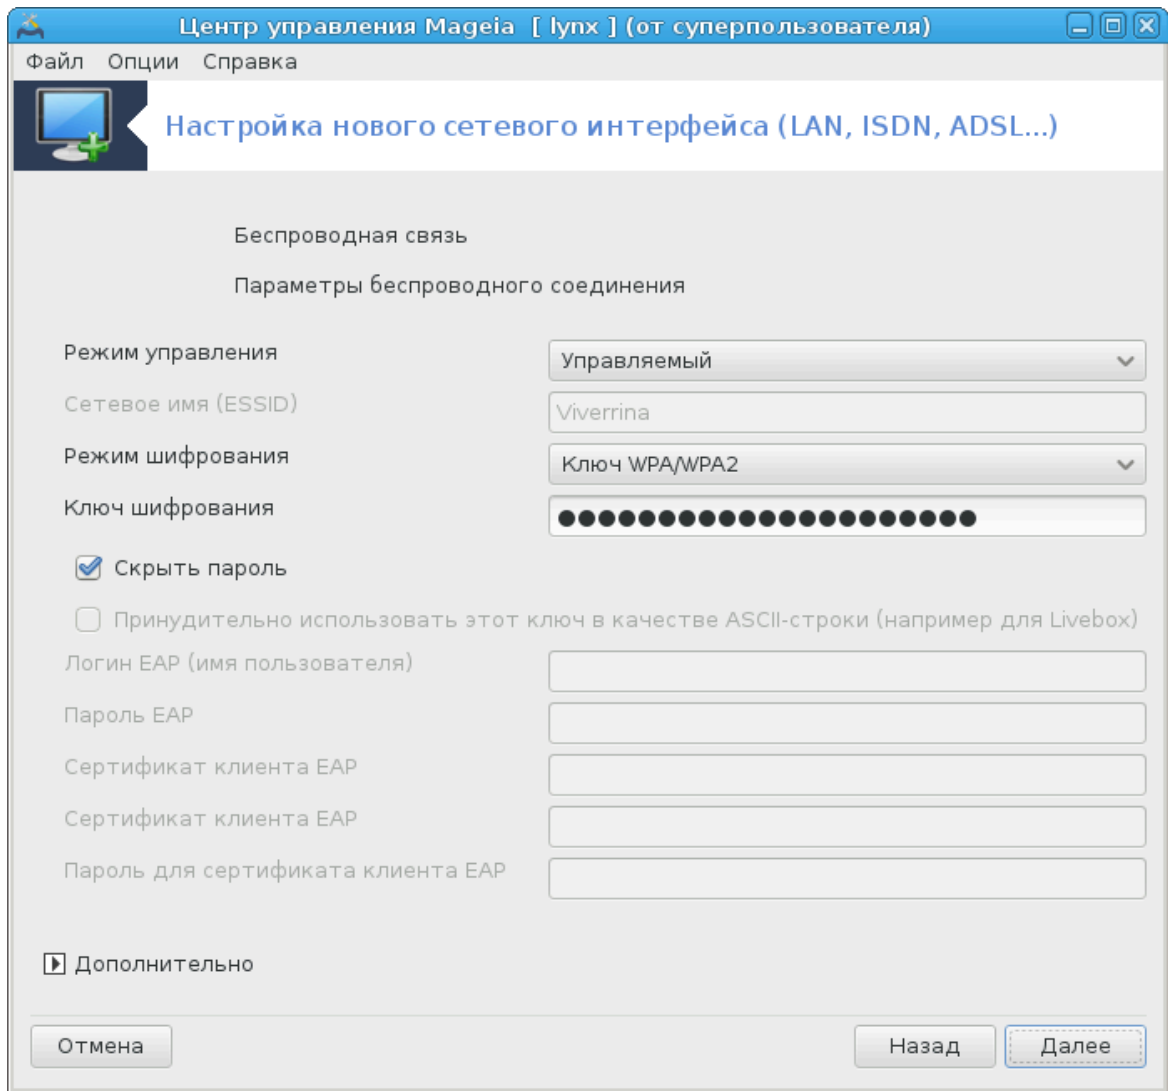 Центр управления Mageia [ lynx ] (от суперпользователя)
Файл Опции Справка
Настройка нового сетевого интерфейса (LAN, ISDN, ADSL...)
Беспроводная связь
Параметры беспроводного соединения
Режим управления Управляемый
Сетевое имя (ESSID) Viverrina
Режим шифрования Ключ WPA/WPA2
Ключ шифрования ●●●●●●●●●●●●●●●●●●●●●
Скрыть пароль
Принудительно использовать этот ключ в качестве ASCII-строки (например для Livebox)
Логин EAP (имя пользователя)
Пароль EAP
Сертификат клиента EAP
Сертификат клиента EAP
Пароль для сертификата клиента EAP
Дополнительно
Отмена Назад Далее